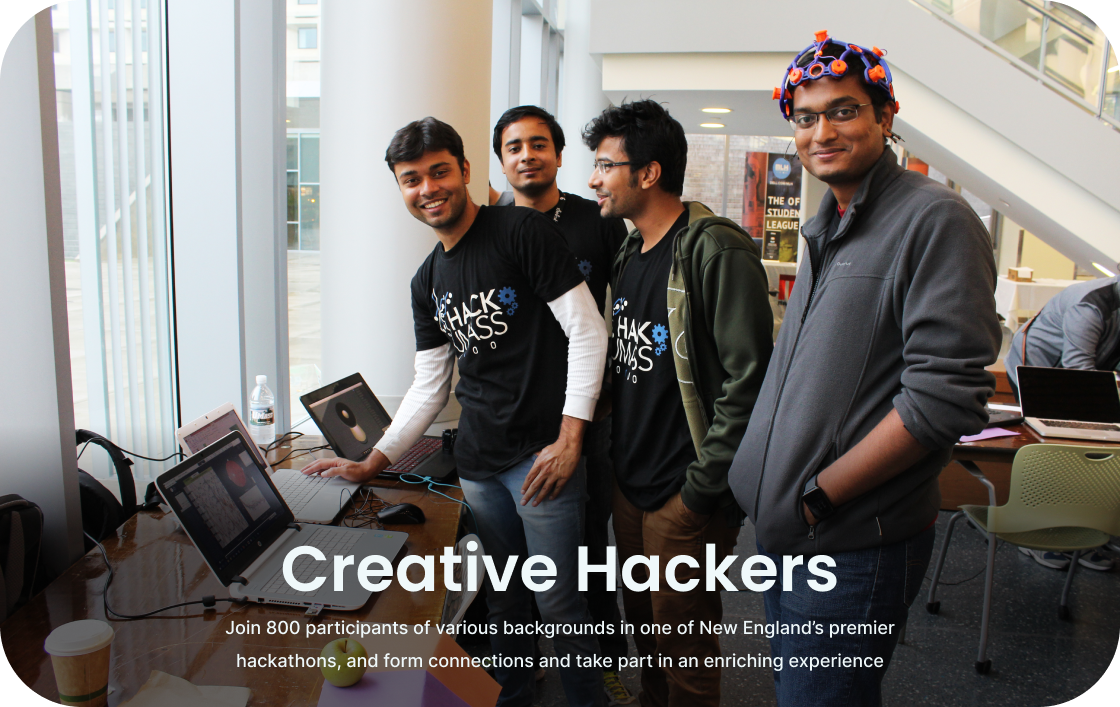 THE OF
STUDEN
LEAGUE
HACK
UMASS
HAK
UMASS
Creative Hackers
Join 800 participants of various backgrounds in one of New England’s premier
hackathons, and form connections and take part in an enriching experience